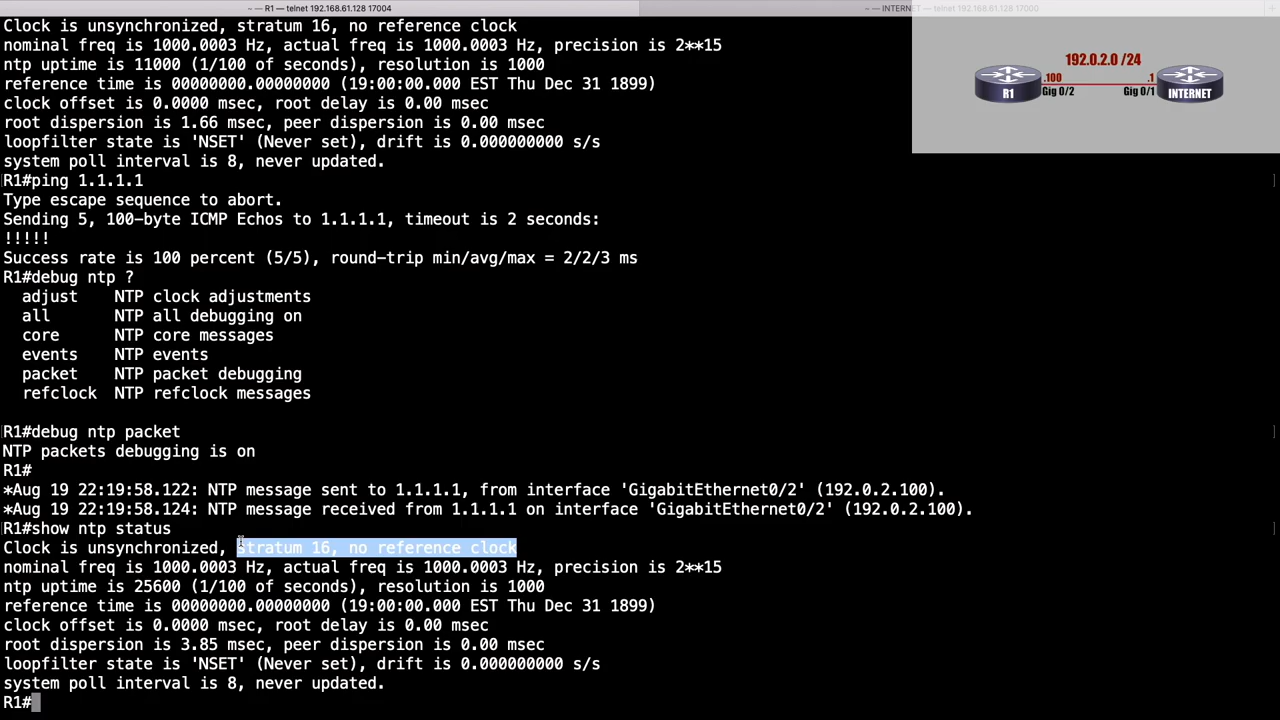 ~ — R1 — telnet 192.168.61.128 17004
~ — INTERNET — telnet 192.168.61.128 17000
Clock is unsynchronized, stratum 16, no reference clock
nominal freq is 1000.0003 Hz, actual freq is 1000.0003 Hz, precision is 2**15
ntp uptime is 11000 (1/100 of seconds), resolution is 1000
reference time is 00000000.00000000 (19:00:00.000 EST Thu Dec 31 1899)
clock offset is 0.0000 msec, root delay is 0.00 msec
root dispersion is 1.66 msec, peer dispersion is 0.00 msec
loopfilter state is 'NSET' (Never set), drift is 0.000000000 s/s
system poll interval is 8, never updated.
R1#ping 1.1.1.1
Type escape sequence to abort.
Sending 5, 100-byte ICMP Echos to 1.1.1.1, timeout is 2 seconds:
!!!!!
Success rate is 100 percent (5/5), round-trip min/avg/max = 2/2/3 ms
R1#debug ntp ?
adjust NTP clock adjustments
all NTP all debugging on
core NTP core messages
events NTP events
packet NTP packet debugging
refclock NTP refclock messages
R1#debug ntp packet
NTP packets debugging is on
R1#
*Aug 19 22:19:58.122: NTP message sent to 1.1.1.1, from interface 'GigabitEthernet0/2' (192.0.2.100).
*Aug 19 22:19:58.124: NTP message received from 1.1.1.1 on interface 'GigabitEthernet0/2' (192.0.2.100).
R1#show ntp status
Clock is unsynchronized, stratum 16, no reference clock
nominal freq is 1000.0003 Hz, actual freq is 1000.0003 Hz, precision is 2**15
ntp uptime is 25600 (1/100 of seconds), resolution is 1000
reference time is 00000000.00000000 (19:00:00.000 EST Thu Dec 31 1899)
clock offset is 0.0000 msec, root delay is 0.00 msec
root dispersion is 3.85 msec, peer dispersion is 0.00 msec
loopfilter state is 'NSET' (Never set), drift is 0.000000000 s/s
system poll interval is 8, never updated.
R1#
192.0.2.0 /24
.100 .1
R1 Gig 0/2 Gig 0/1 INTERNET